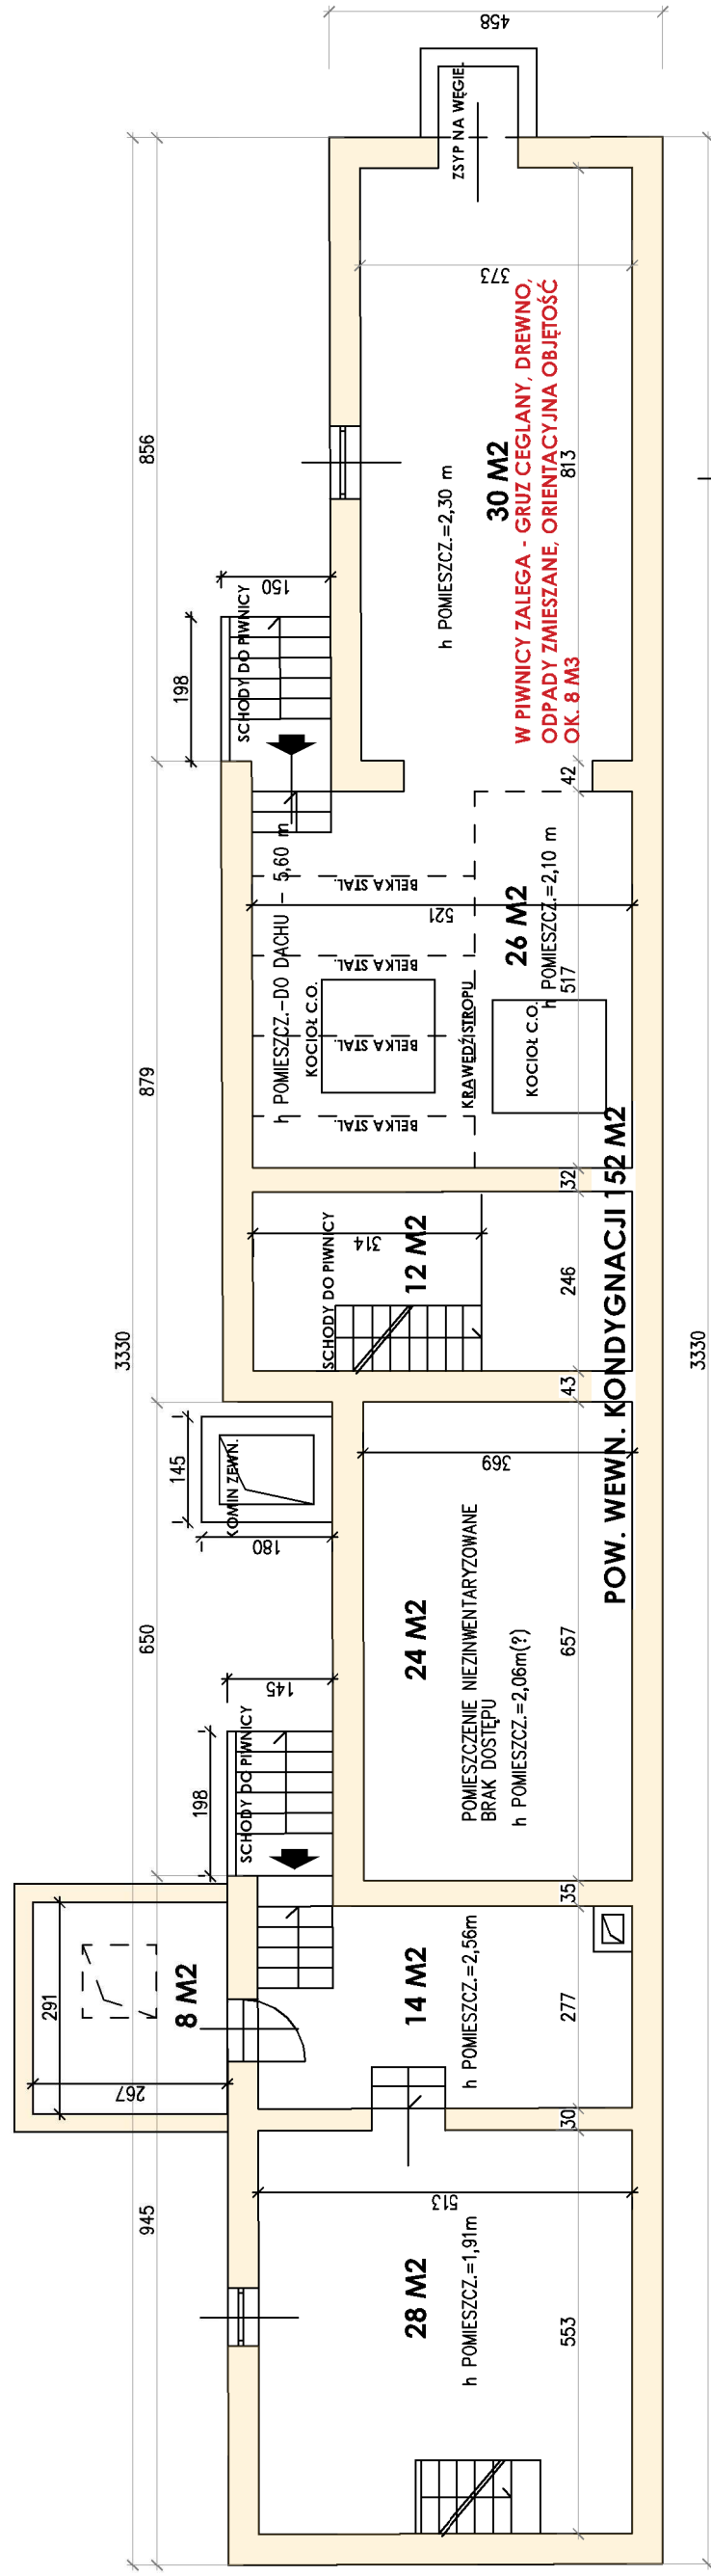 3330
945
650
879
856
458
291
267
8 M2
198
SCHODY DO PIWNICY
145
180
145
KOMIN ZEWN.
198
SCHODY DO PIWNICY
150
ZSYP NA WĘGIEL
28 M2
h POMIESZCZ.=1,91m
513
553
30
14 M2
h POMIESZCZ.=2,56m
277
35
24 M2
POMIESZCZENIE NIEZINWENTARYZOWANE
BRAK DOSTĘPU
h POMIESZCZ.=2,06m(?)
369
657
43
SCHODY DO PIWNICY
314
12 M2
246
32
h POMIESZCZ.-DO DACHU - 5,60 m
KOCIOŁ C.O.
BELKA STAL.
BELKA STAL.
BELKA STAL.
BELKA STAL.
KRAWĘDŹ STROPU
521
KOCIOŁ C.O.
26 M2
h POMIESZCZ.=2,10 m
517
42
h POMIESZCZ.=2,30 m
373
30 M2
W PIWNICY ZALEGA - GRUZ CEGLANY, DREWNO,
ODPADY ZMIESZANE, ORIENTACYJNA OBJĘTOŚĆ
OK. 8 M3
813
POW. WEWN. KONDYGNACJI 152 M2
3330